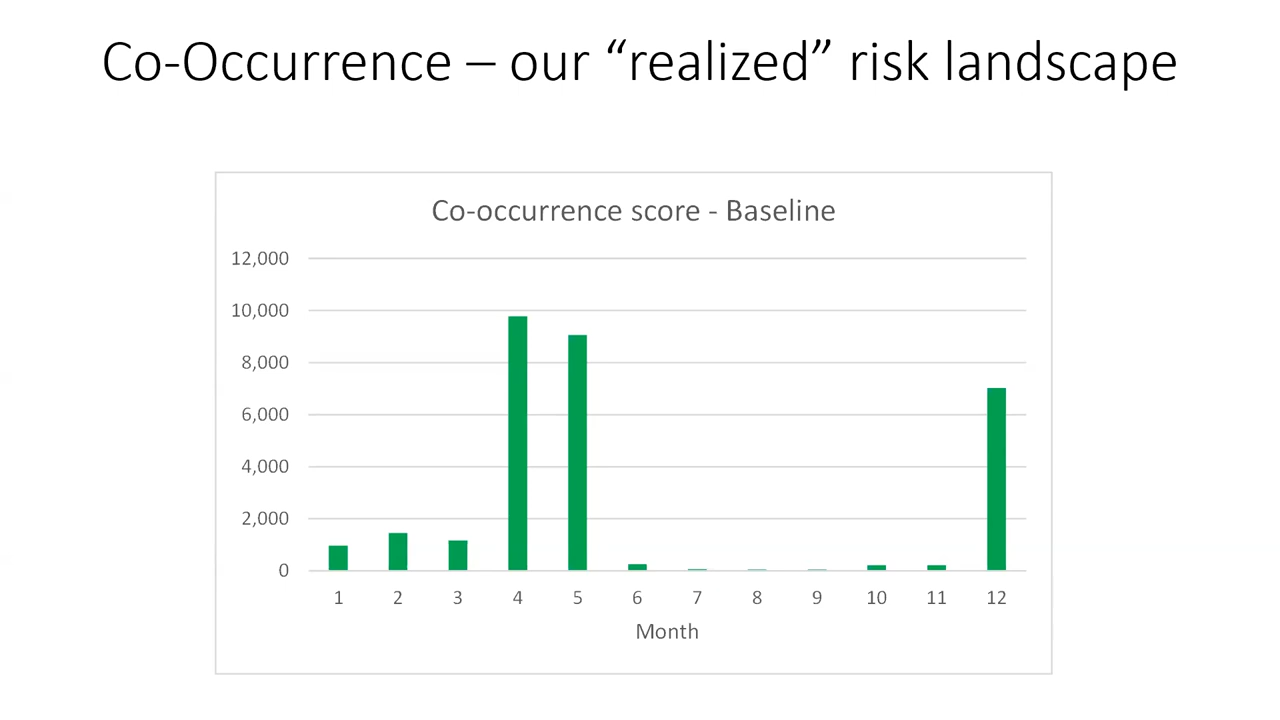 Co-Occurrence – our “realized” risk landscape
Co-occurrence score - Baseline
12,000
10,000
8,000
6,000
4,000
2,000
0
1 2 3 4 5 6 7 8 9 10 11 12
Month